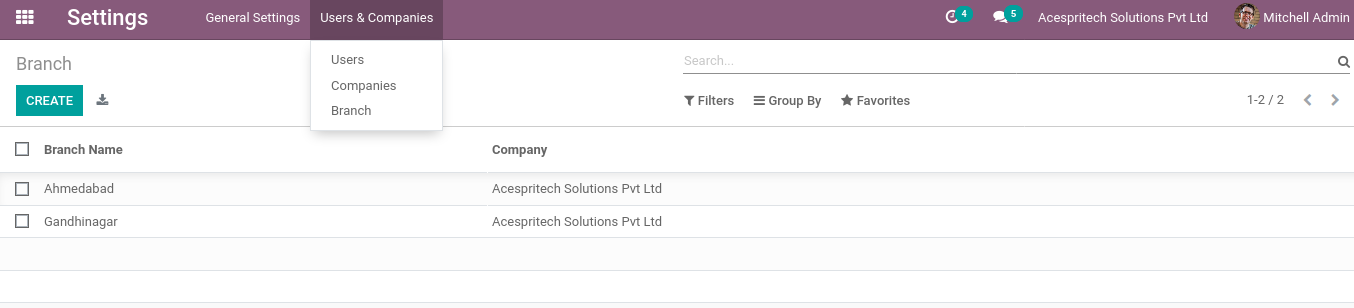 Settings General Settings Users & Companies 4 5 Acespritech Solutions Pvt Ltd Mitchell Admin
Branch Users Search...
Companies
CREATE Filters Group By Favorites 1-2 / 2
Branch
Branch Name Company
Ahmedabad Acespritech Solutions Pvt Ltd
Gandhinagar Acespritech Solutions Pvt Ltd